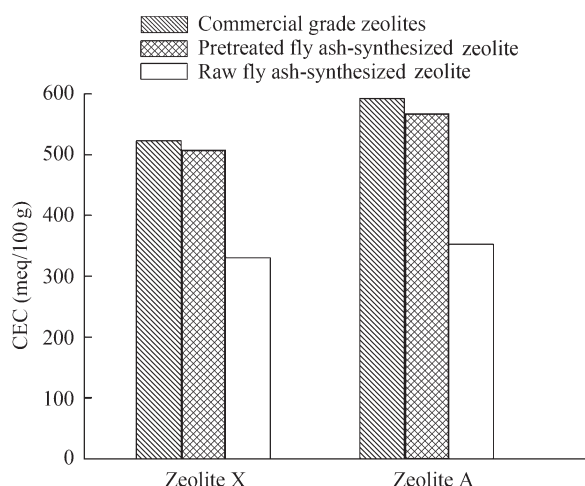 Commercial grade zeolites
Pretreated fly ash-synthesized zeolite
Raw fly ash-synthesized zeolite
600
500
400
300
200
100
0
CEC (meq/100 g)
Zeolite X
Zeolite A